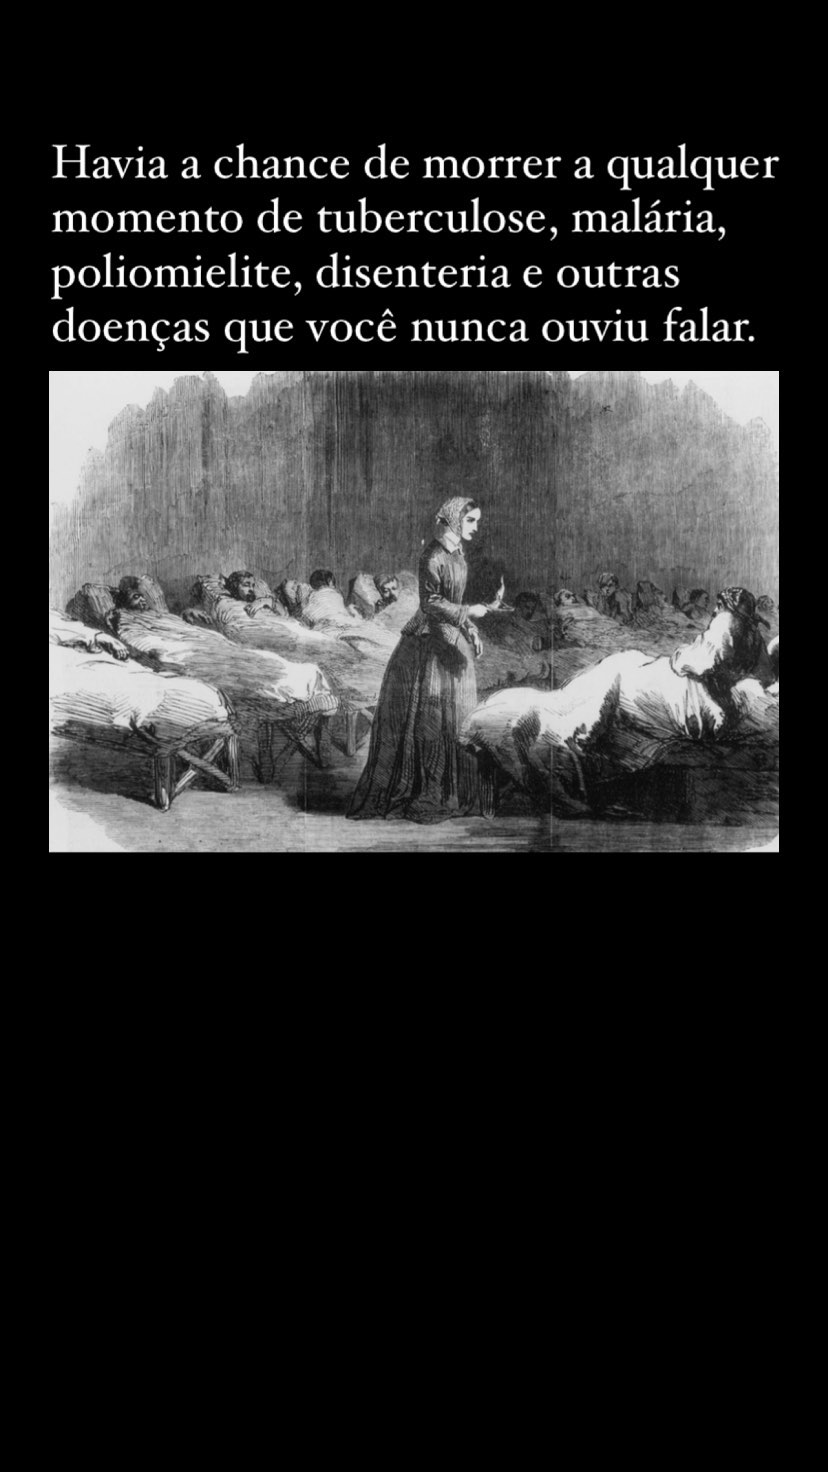 Havia a chance de morrer a qualquer
momento de tuberculose, malária,
poliomielite, disenteria e outras
doenças que você nunca ouviu falar.